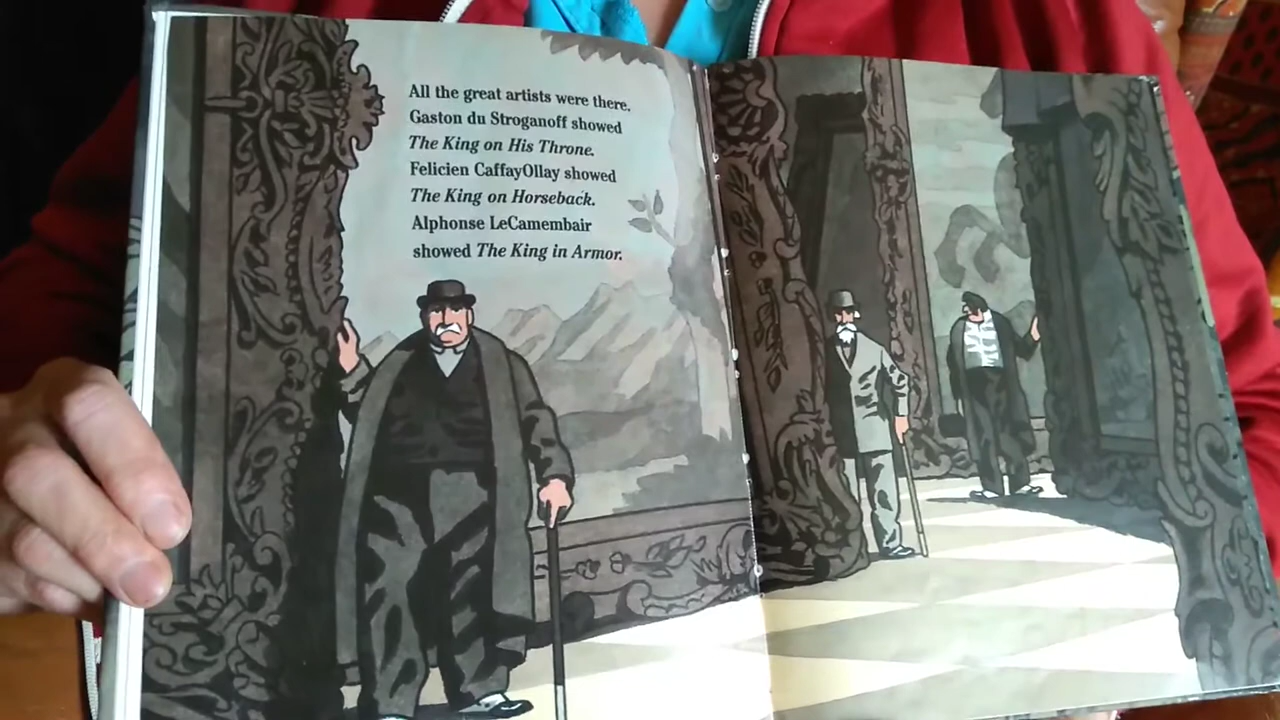 All the great artists were there.
Gaston du Stroganoff showed
The King on His Throne.
Felicien CaffayOllay showed
The King on Horseback.
Alphonse LeCamembair
showed The King in Armor.